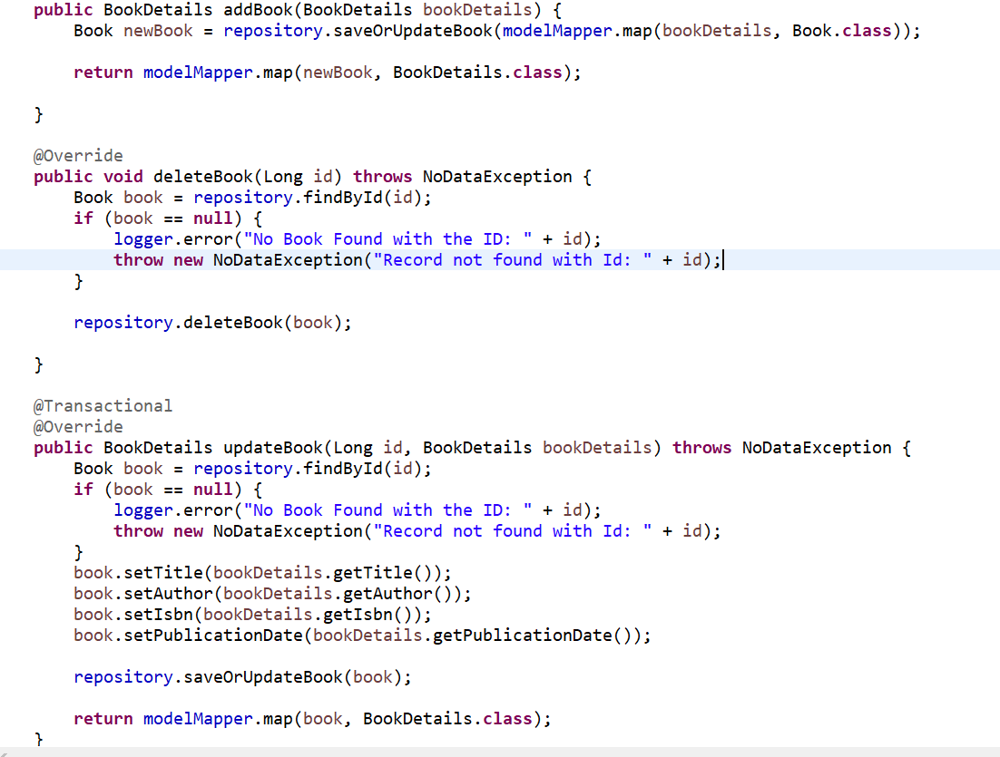 public BookDetails addBook(BookDetails bookDetails) {
Book newBook = repository.saveOrUpdateBook(modelMapper.map(bookDetails, Book.class));
return modelMapper.map(newBook, BookDetails.class);
}
@Override
public void deleteBook(Long id) throws NoDataException {
Book book = repository.findById(id);
if (book == null) {
logger.error("No Book Found with the ID: " + id);
throw new NoDataException("Record not found with Id: " + id);
}
repository.deleteBook(book);
}
@Transactional
@Override
public BookDetails updateBook(Long id, BookDetails bookDetails) throws NoDataException {
Book book = repository.findById(id);
if (book == null) {
logger.error("No Book Found with the ID: " + id);
throw new NoDataException("Record not found with Id: " + id);
}
book.setTitle(bookDetails.getTitle());
book.setAuthor(bookDetails.getAuthor());
book.setIsbn(bookDetails.getIsbn());
book.setPublicationDate(bookDetails.getPublicationDate());
repository.saveOrUpdateBook(book);
return modelMapper.map(book, BookDetails.class);
}